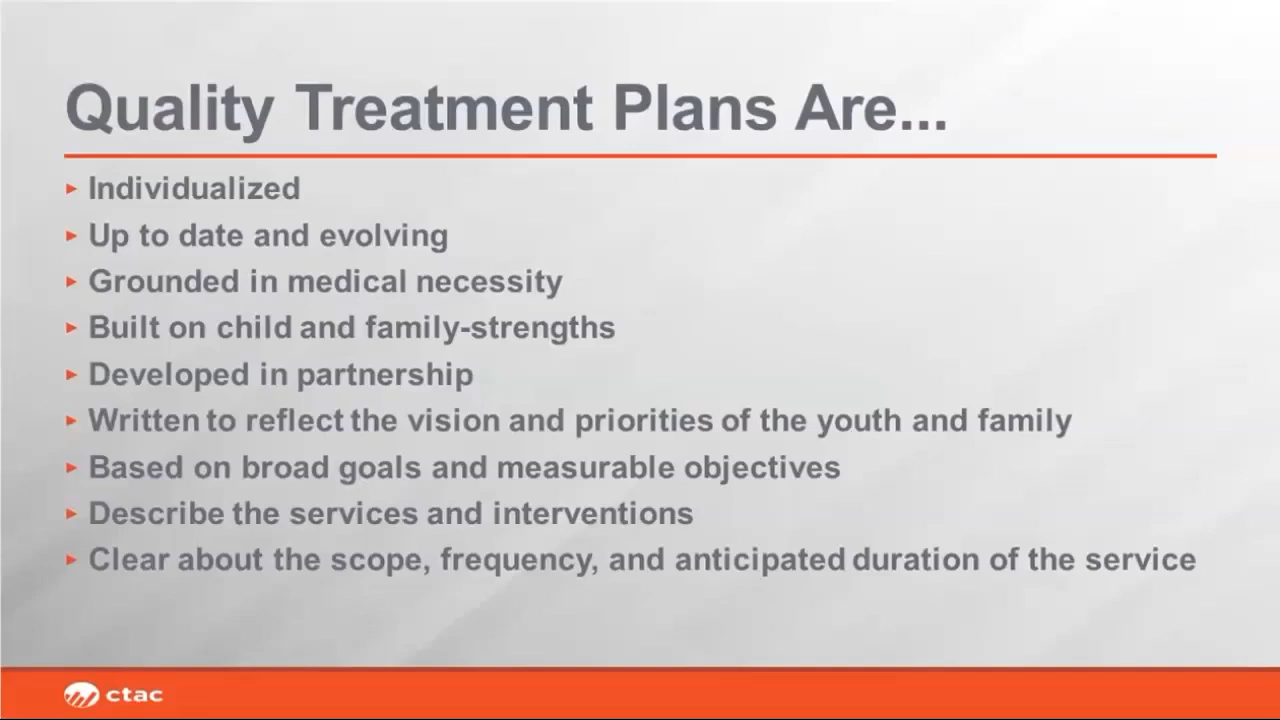 Quality Treatment Plans Are...
Individualized
Up to date and evolving
Grounded in medical necessity
Built on child and family-strengths
Developed in partnership
Written to reflect the vision and priorities of the youth and family
Based on broad goals and measurable objectives
Describe the services and interventions
Clear about the scope, frequency, and anticipated duration of the service
ctac